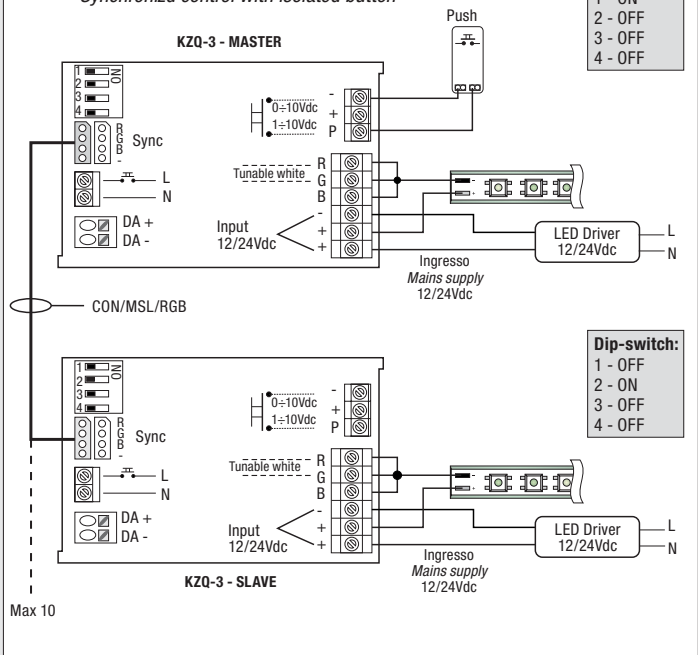 Synchronized control with isolated button
1 - ON
2 - OFF
3 - OFF
4 - OFF
Push
KZQ-3 - MASTER
1
2
3
4
NO
R
G
B
-
Sync
L
N
DA +
DA -
0÷10Vdc
1÷10Vdc
-
+
P
Tunable white
R
G
B
-
+
+
Input
12/24Vdc
- +
LED Driver
12/24Vdc
L
N
Ingresso
Mains supply
12/24Vdc
CON/MSL/RGB
Dip-switch:
1 - OFF
2 - ON
3 - OFF
4 - OFF
1
2
3
4
NO
R
G
B
-
Sync
L
N
DA +
DA -
0÷10Vdc
1÷10Vdc
-
+
P
Tunable white
R
G
B
-
+
+
Input
12/24Vdc
- +
LED Driver
12/24Vdc
L
N
Ingresso
Mains supply
12/24Vdc
KZQ-3 - SLAVE
Max 10